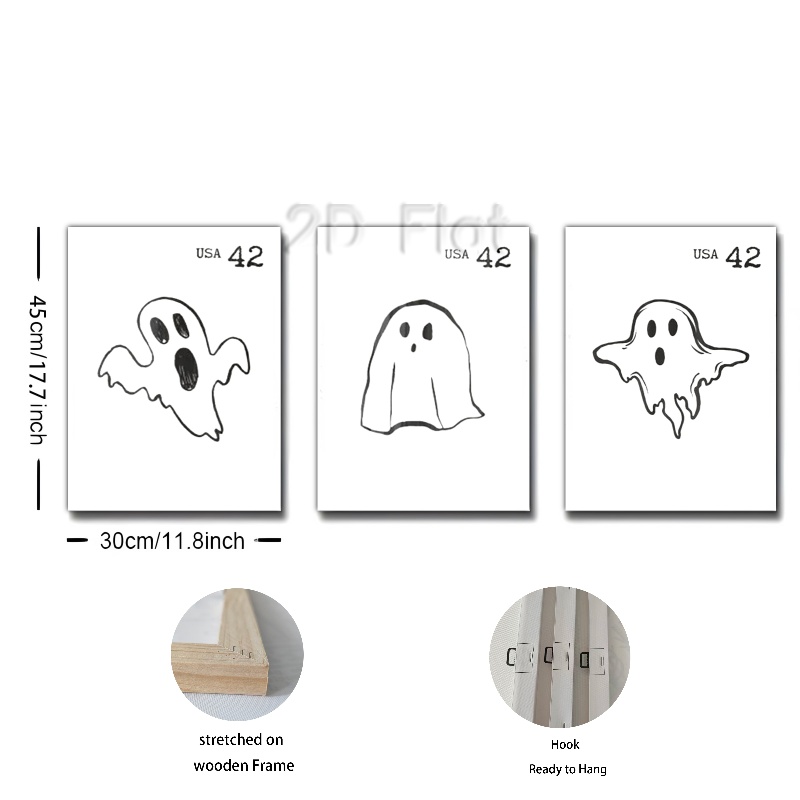 2D Flat
USA 42
USA 42
USA 42
45cm/17.7inch
30cm/11.8inch
stretched on
wooden Frame
Hook
Ready to Hang